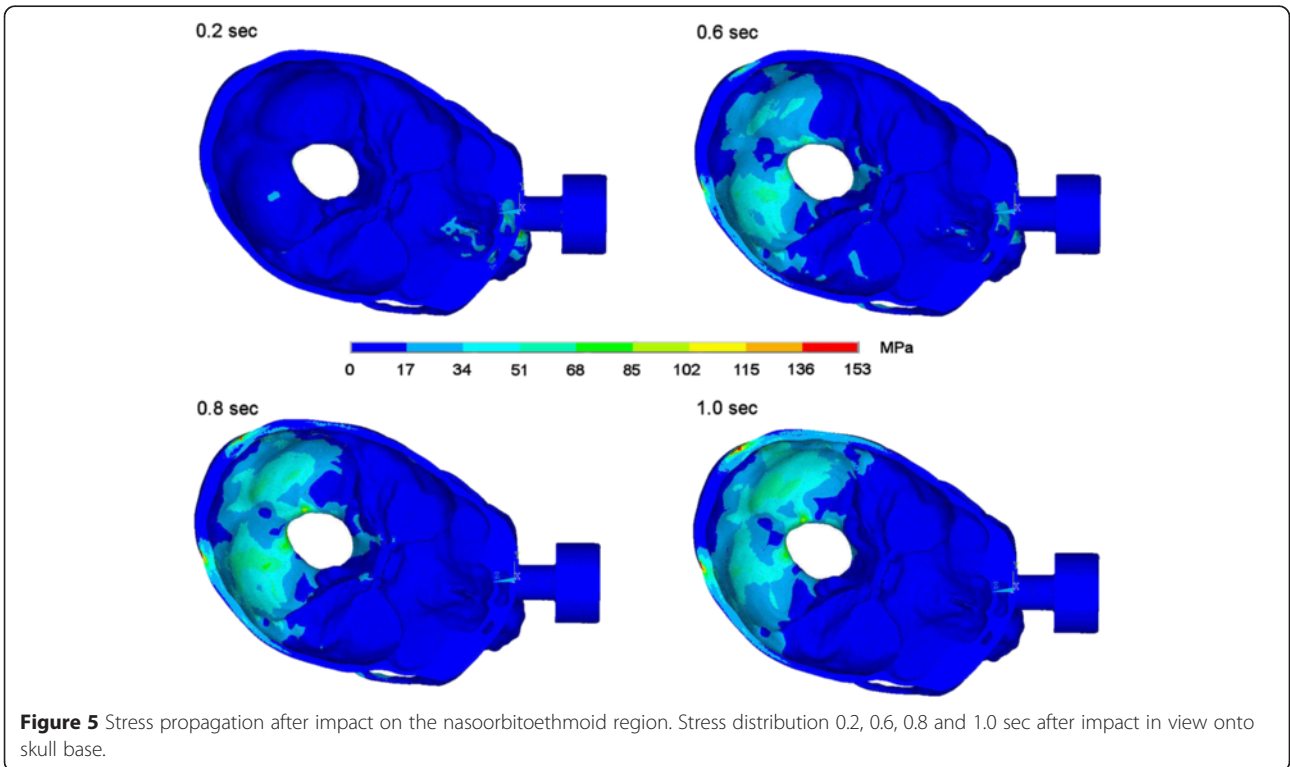 0.2 sec
0.6 sec
MPa
0 17 34 51 68 85 102 115 136 153
0.8 sec
1.0 sec
Figure 5 Stress propagation after impact on the nasoorbitoethmoid region. Stress distribution 0.2, 0.6, 0.8 and 1.0 sec after impact in view onto
skull base.